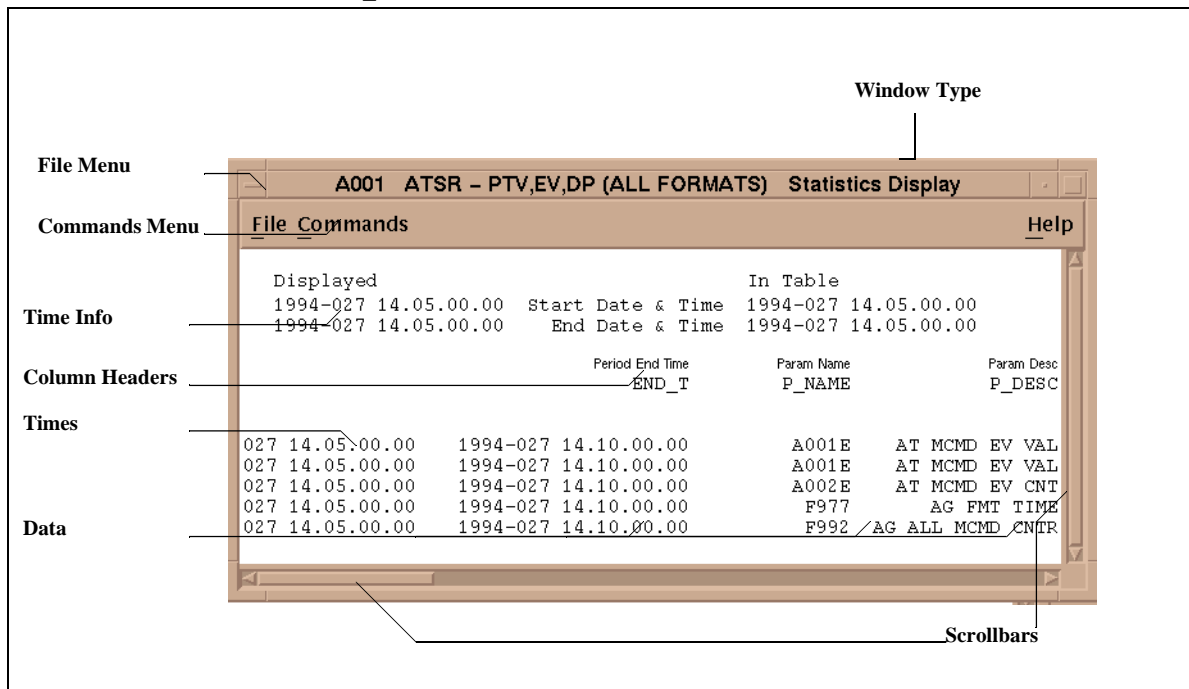 Window Type
File Menu
A001 ATSR – PTV,EV,DP (ALL FORMATS) Statistics Display
Commands Menu
File Commands Help
Displayed In Table
Time Info
1994-027 14.05.00.00 Start Date & Time 1994-027 14.05.00.00
1994-027 14.05.00.00 End Date & Time 1994-027 14.05.00.00
Period End Time Param Name Param Desc
Column Headers
END_T P_NAME P_DESC
Times
027 14.05.00.00 1994-027 14.10.00.00 A001E AT MCMD EV VAL
027 14.05.00.00 1994-027 14.10.00.00 A001E AT MCMD EV VAL
027 14.05.00.00 1994-027 14.10.00.00 A002E AT MCMD EV CNT
027 14.05.00.00 1994-027 14.10.00.00 F977 AG FMT TIME
Data
027 14.05.00.00 1994-027 14.10.00.00 F992 AG ALL MCMD CNTR
Scrollbars